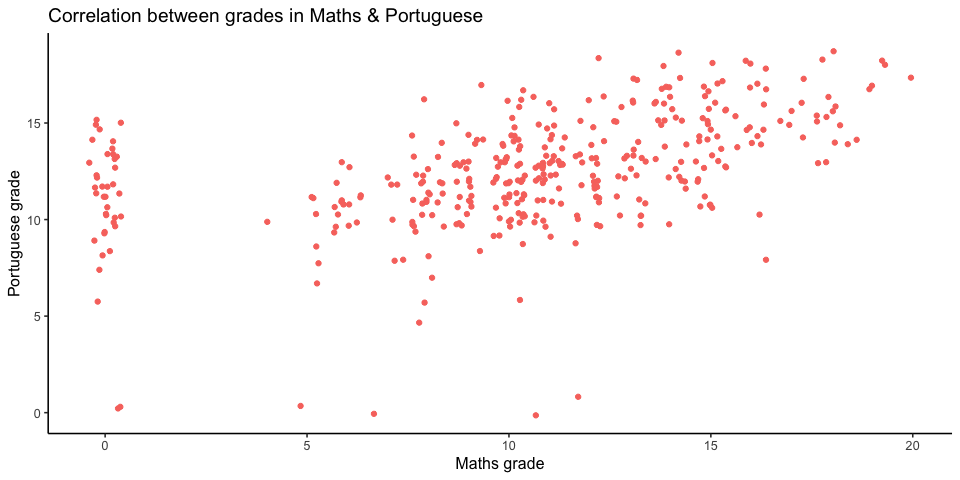 Correlation between grades in Maths & Portuguese
Portuguese grade
15
10
5
0
0 5 10 15 20
Maths grade